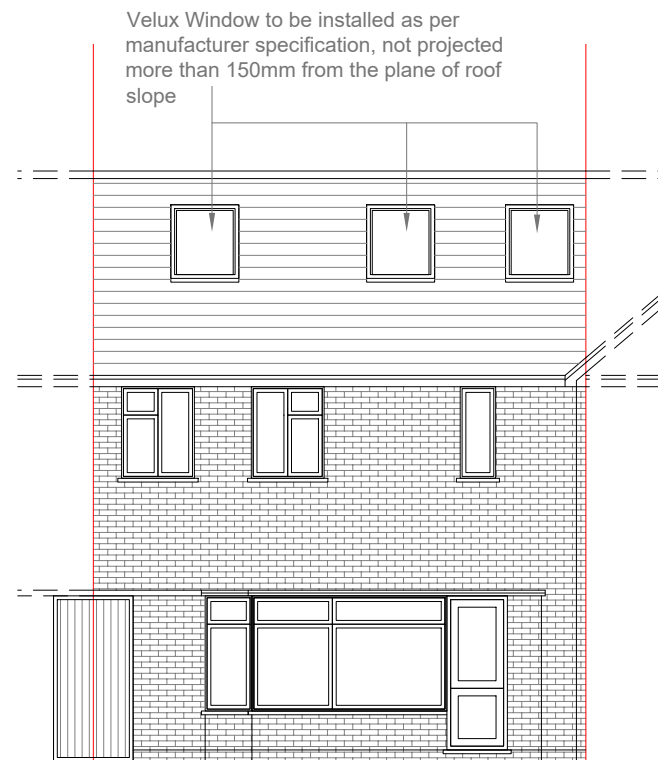 Velux Window to be installed as per
manufacturer specification, not projected
more than 150mm from the plane of roof
slope